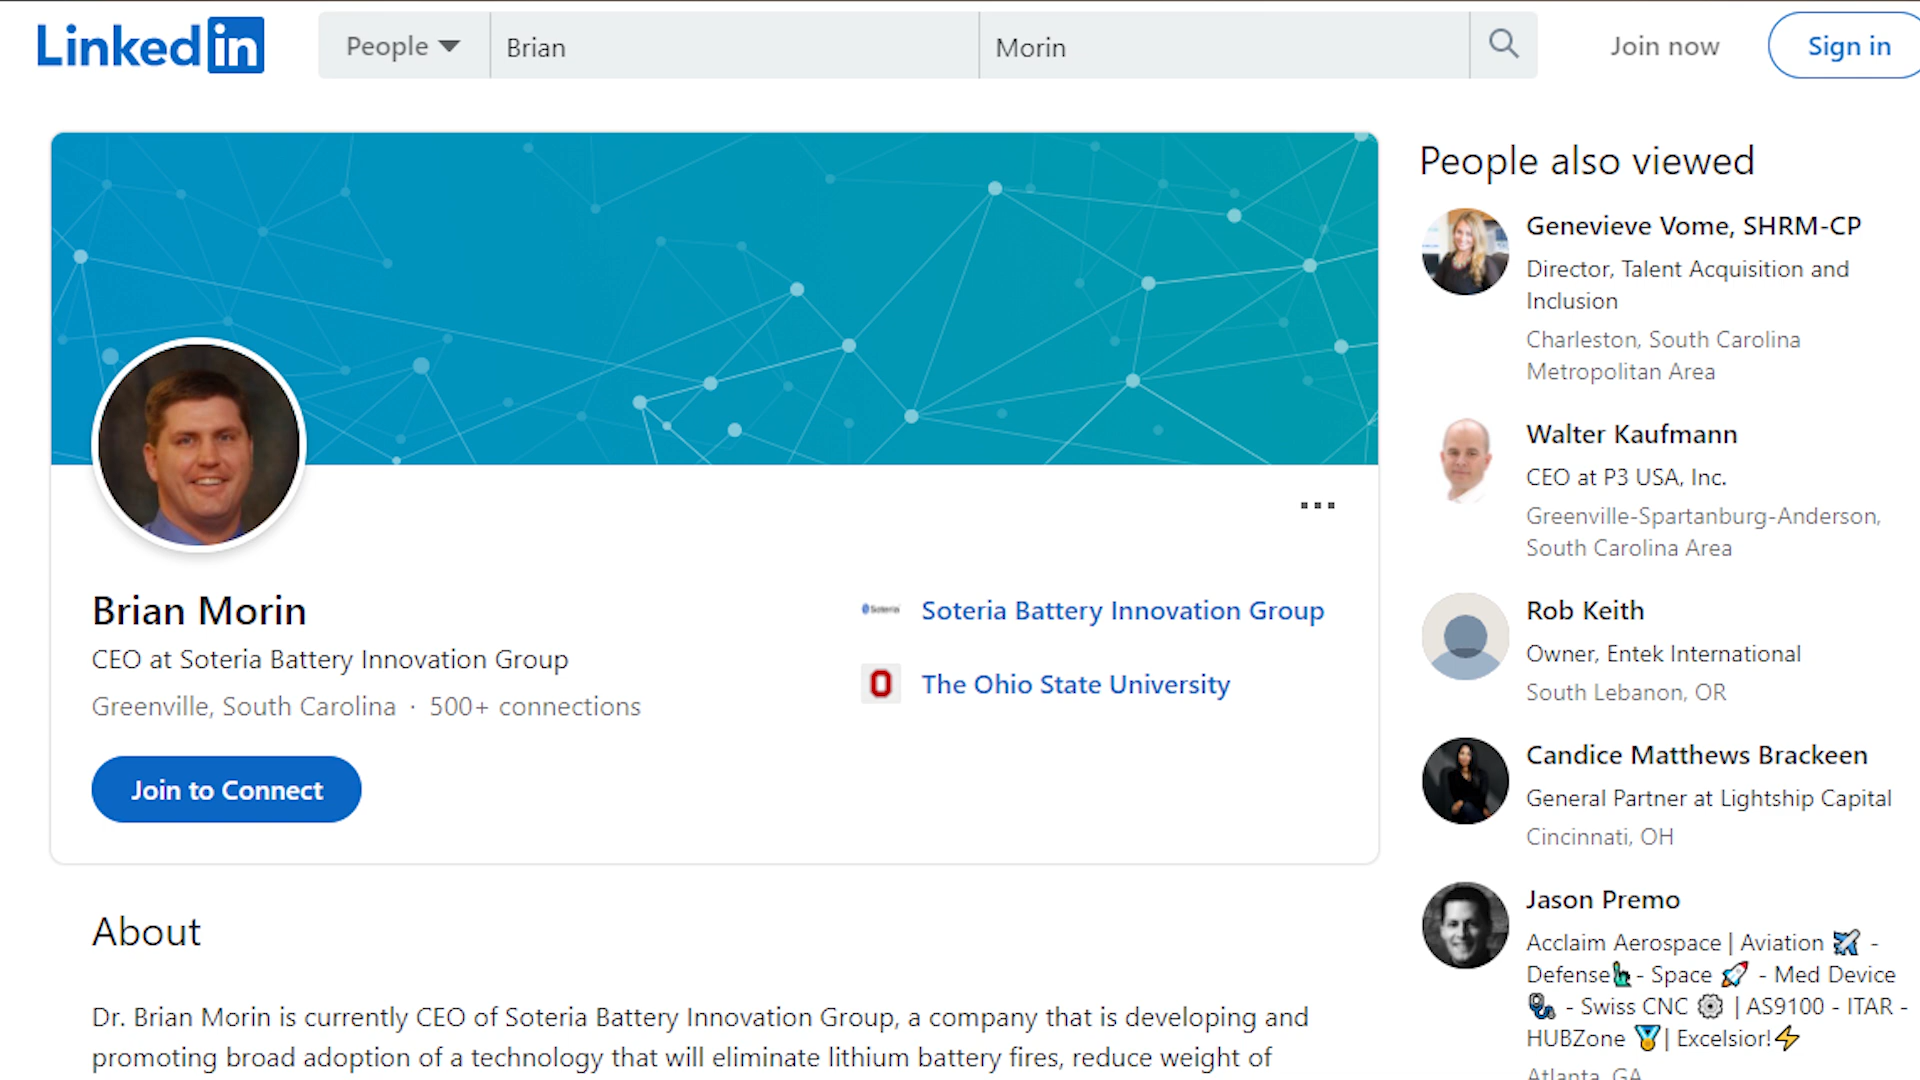 Linked in
People
Brian
Morin
Join now
Sign in
Brian Morin
CEO at Soteria Battery Innovation Group
Greenville, South Carolina · 500+ connections
Join to Connect
Soteria
Soteria Battery Innovation Group
The Ohio State University
About
Dr. Brian Morin is currently CEO of Soteria Battery Innovation Group, a company that is developing and
promoting broad adoption of a technology that will eliminate lithium battery fires, reduce weight of
People also viewed
Genevieve Vome, SHRM-CP
Director, Talent Acquisition and
Inclusion
Charleston, South Carolina
Metropolitan Area
Walter Kaufmann
CEO at P3 USA, Inc.
Greenville-Spartanburg-Anderson,
South Carolina Area
Rob Keith
Owner, Entek International
South Lebanon, OR
Candice Matthews Brackeen
General Partner at Lightship Capital
Cincinnati, OH
Jason Premo
Acclaim Aerospace | Aviation ✈️ -
Defense🗽 - Space 🚀 - Med Device
🩺 - Swiss CNC ⚙️ | AS9100 - ITAR -
HUBZone 🏅| Excelsior!⚡
Atlanta, GA